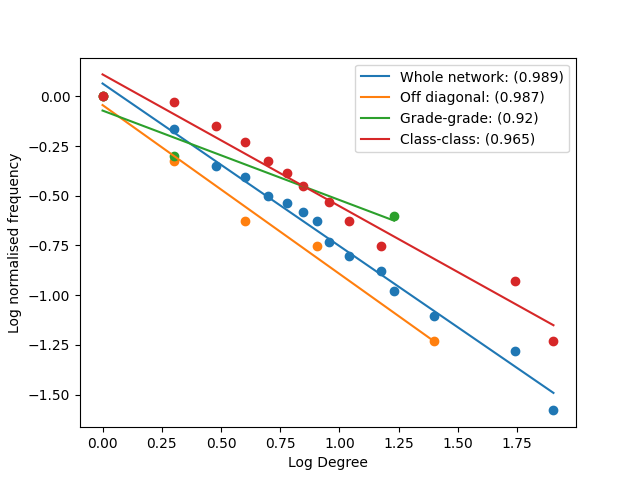 Whole network: (0.989)
Off diagonal: (0.987)
Grade-grade: (0.92)
Class-class: (0.965)
Log normalised frequency
0.00
−0.25
−0.50
−0.75
−1.00
−1.25
−1.50
0.00 0.25 0.50 0.75 1.00 1.25 1.50 1.75
Log Degree